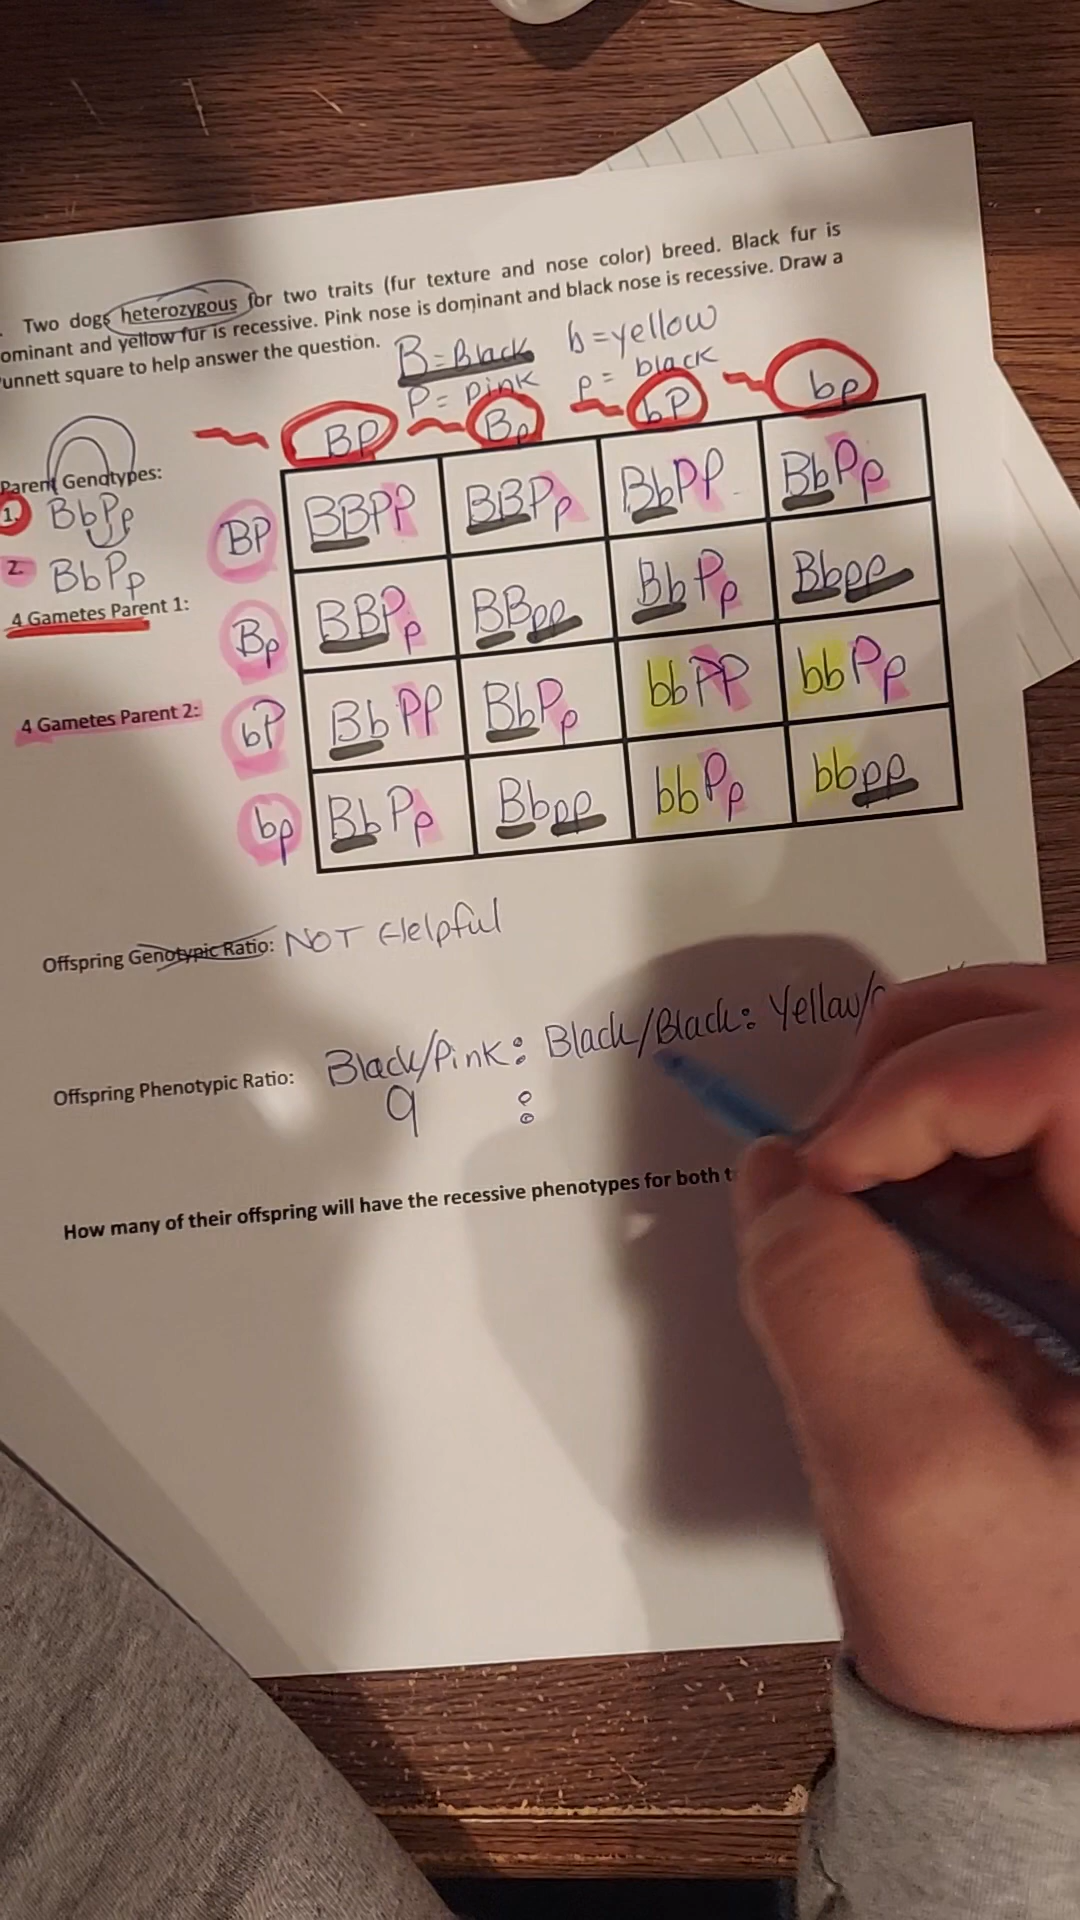 Two dogs heterozygous for two traits (fur texture and nose color) breed. Black fur is
ominant and yellow fur is recessive. Pink nose is dominant and black nose is recessive. Draw a
unnett square to help answer the question.
B=Black b=yellow
P= pink p= black
BP Bp bP bp
Parent Genotypes:
1. BbPp
2. BbPp
4 Gametes Parent 1:
4 Gametes Parent 2:
BP BBPP BBPp BbPP BbPp
Bp BBPp BBpp BbPp Bbpp
bP BbPP BbPp bbPP bbPp
bp BbPp Bbpp bbPp bbpp
Offspring Genotypic Ratio: NOT Helpful
Offspring Phenotypic Ratio: Black/Pink: Black/Black: Yellow/
9 :
How many of their offspring will have the recessive phenotypes for both t